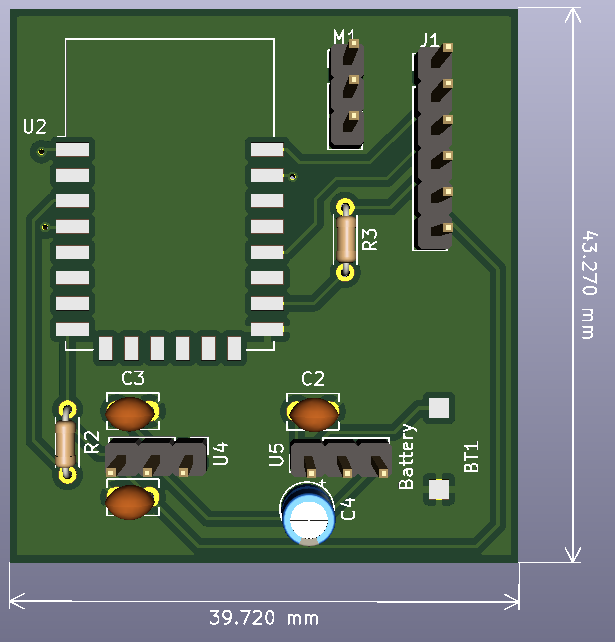 M1
J1
U2
R3
43.270 mm
C3
C2
R2
U4
U5
Battery
BT1
+
C4
39.720 mm